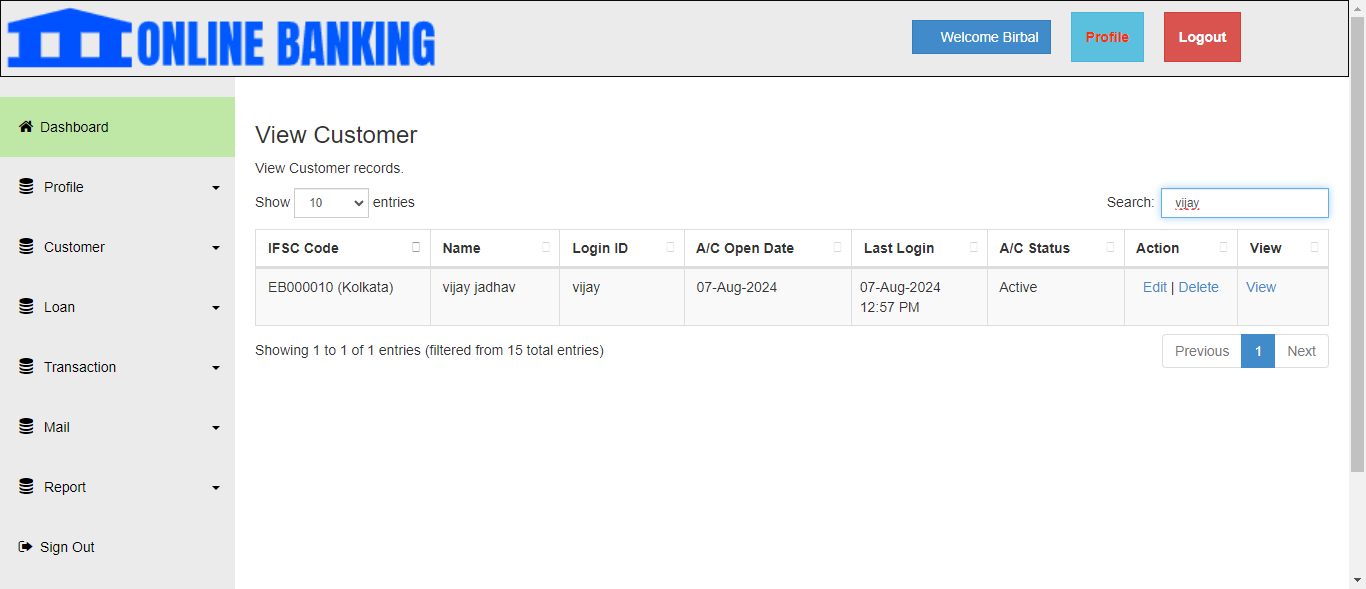 ONLINE BANKING
Welcome Birbal
Profile
Logout
Dashboard
Profile
Customer
Loan
Transaction
Mail
Report
Sign Out
View Customer
View Customer records.
Show 10 entries
Search: vijay
IFSC Code Name Login ID A/C Open Date Last Login A/C Status Action View
EB000010 (Kolkata) vijay jadhav vijay 07-Aug-2024 07-Aug-2024 Active Edit | Delete View
12:57 PM
Showing 1 to 1 of 1 entries (filtered from 15 total entries)
Previous 1 Next